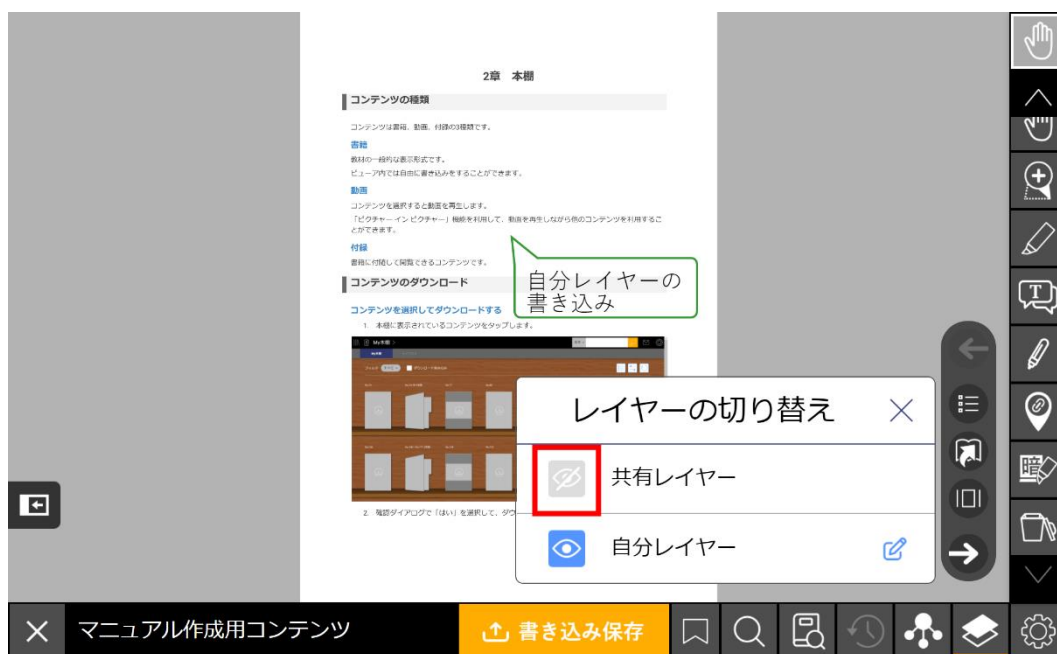 2章 本棚
コンテンツの種類
コンテンツは書籍、動画、付録の3種類です。
書籍
教材の一般的な表示形式です。
ビューア内では自由に書き込みをすることができます。
動画
コンテンツを選択すると動画を再生します。
「ピクチャー イン ピクチャー」機能を利用して、動画を再生しながら他のコンテンツを利用するこ
とができます。
付録
書籍に付随して閲覧できるコンテンツです。
コンテンツのダウンロード
自分レイヤーの
書き込み
コンテンツを選択してダウンロードする
1. 本棚に表示されているコンテンツをタップします。
My本棚
レイヤーの切り替え
共有レイヤー
自分レイヤー
2. 確認ダイアログで「はい」を選択して、ダウ
T
暗
マニュアル作成用コンテンツ
書き込み保存